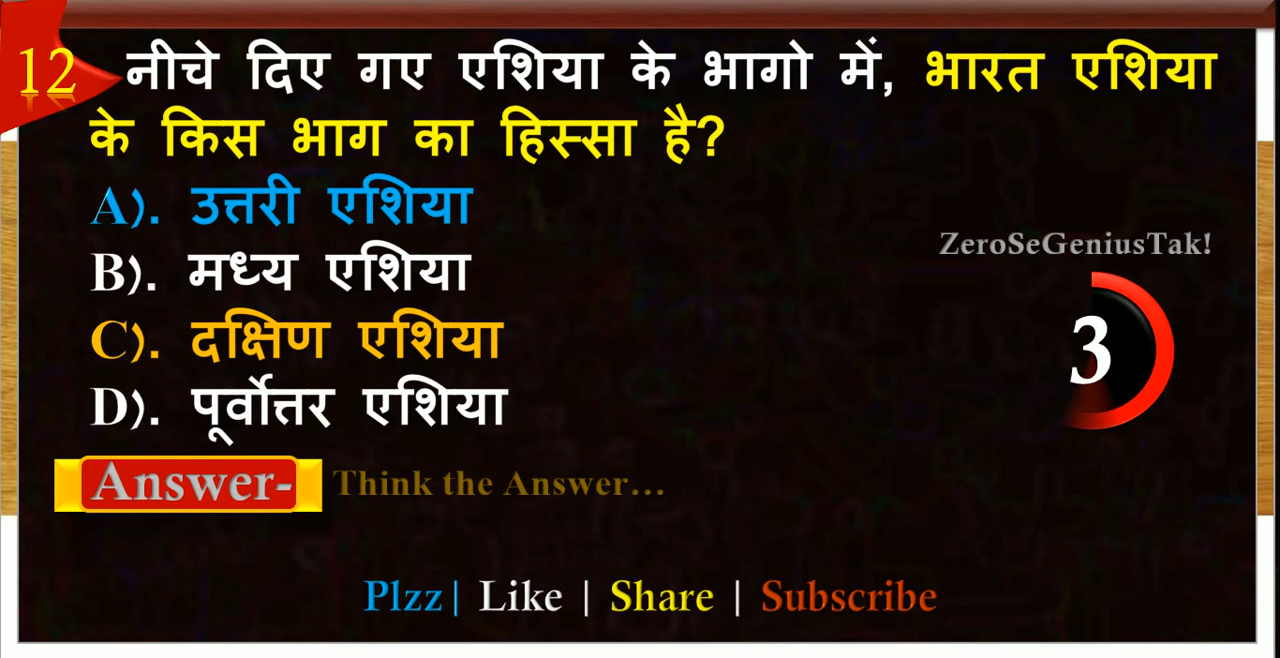 12 नीचे दिए गए एशिया के भागो में, भारत एशिया
के किस भाग का हिस्सा है?
A). उत्तरी एशिया
B). मध्य एशिया
ZeroSeGeniusTak!
C). दक्षिण एशिया
3
D). पूर्वोत्तर एशिया
Answer- Think the Answer...
Plzz| Like | Share | Subscribe